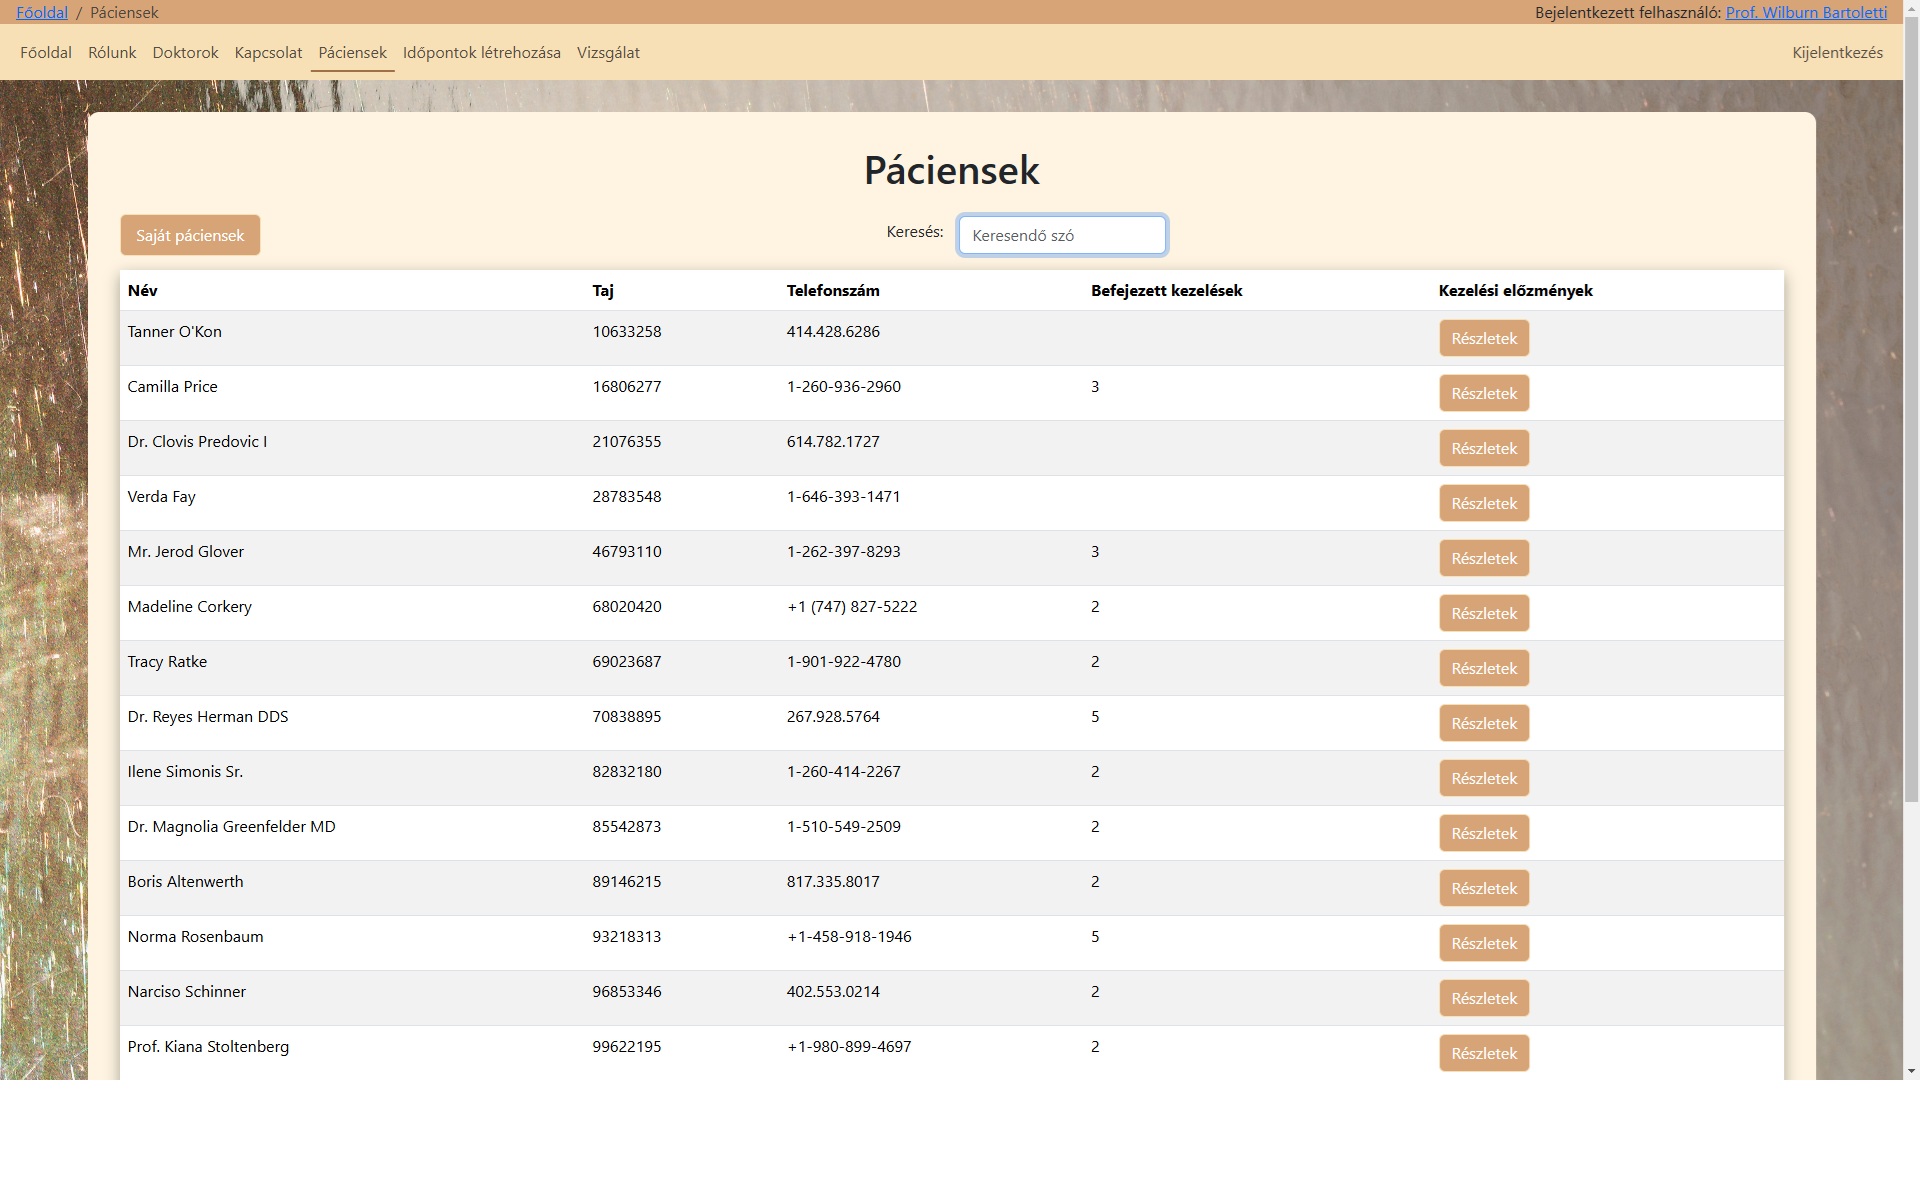 Főoldal / Páciensek Bejelentkezett felhasználó: Prof. Wilburn Bartoletti
Főoldal Rólunk Doktorok Kapcsolat Páciensek Időpontok létrehozása Vizsgálat Kijelentkezés
Páciensek
Saját páciensek Keresés: Keresendő szó
Név Taj Telefonszám Befejezett kezelések Kezelési előzmények
Tanner O'Kon 10633258 414.428.6286 Részletek
Camilla Price 16806277 1-260-936-2960 3 Részletek
Dr. Clovis Predovic I 21076355 614.782.1727 Részletek
Verda Fay 28783548 1-646-393-1471 Részletek
Mr. Jerod Glover 46793110 1-262-397-8293 3 Részletek
Madeline Corkery 68020420 +1 (747) 827-5222 2 Részletek
Tracy Ratke 69023687 1-901-922-4780 2 Részletek
Dr. Reyes Herman DDS 70838895 267.928.5764 5 Részletek
Ilene Simonis Sr. 82832180 1-260-414-2267 2 Részletek
Dr. Magnolia Greenfelder MD 85542873 1-510-549-2509 2 Részletek
Boris Altenwerth 89146215 817.335.8017 2 Részletek
Norma Rosenbaum 93218313 +1-458-918-1946 5 Részletek
Narciso Schinner 96853346 402.553.0214 2 Részletek
Prof. Kiana Stoltenberg 99622195 +1-980-899-4697 2 Részletek